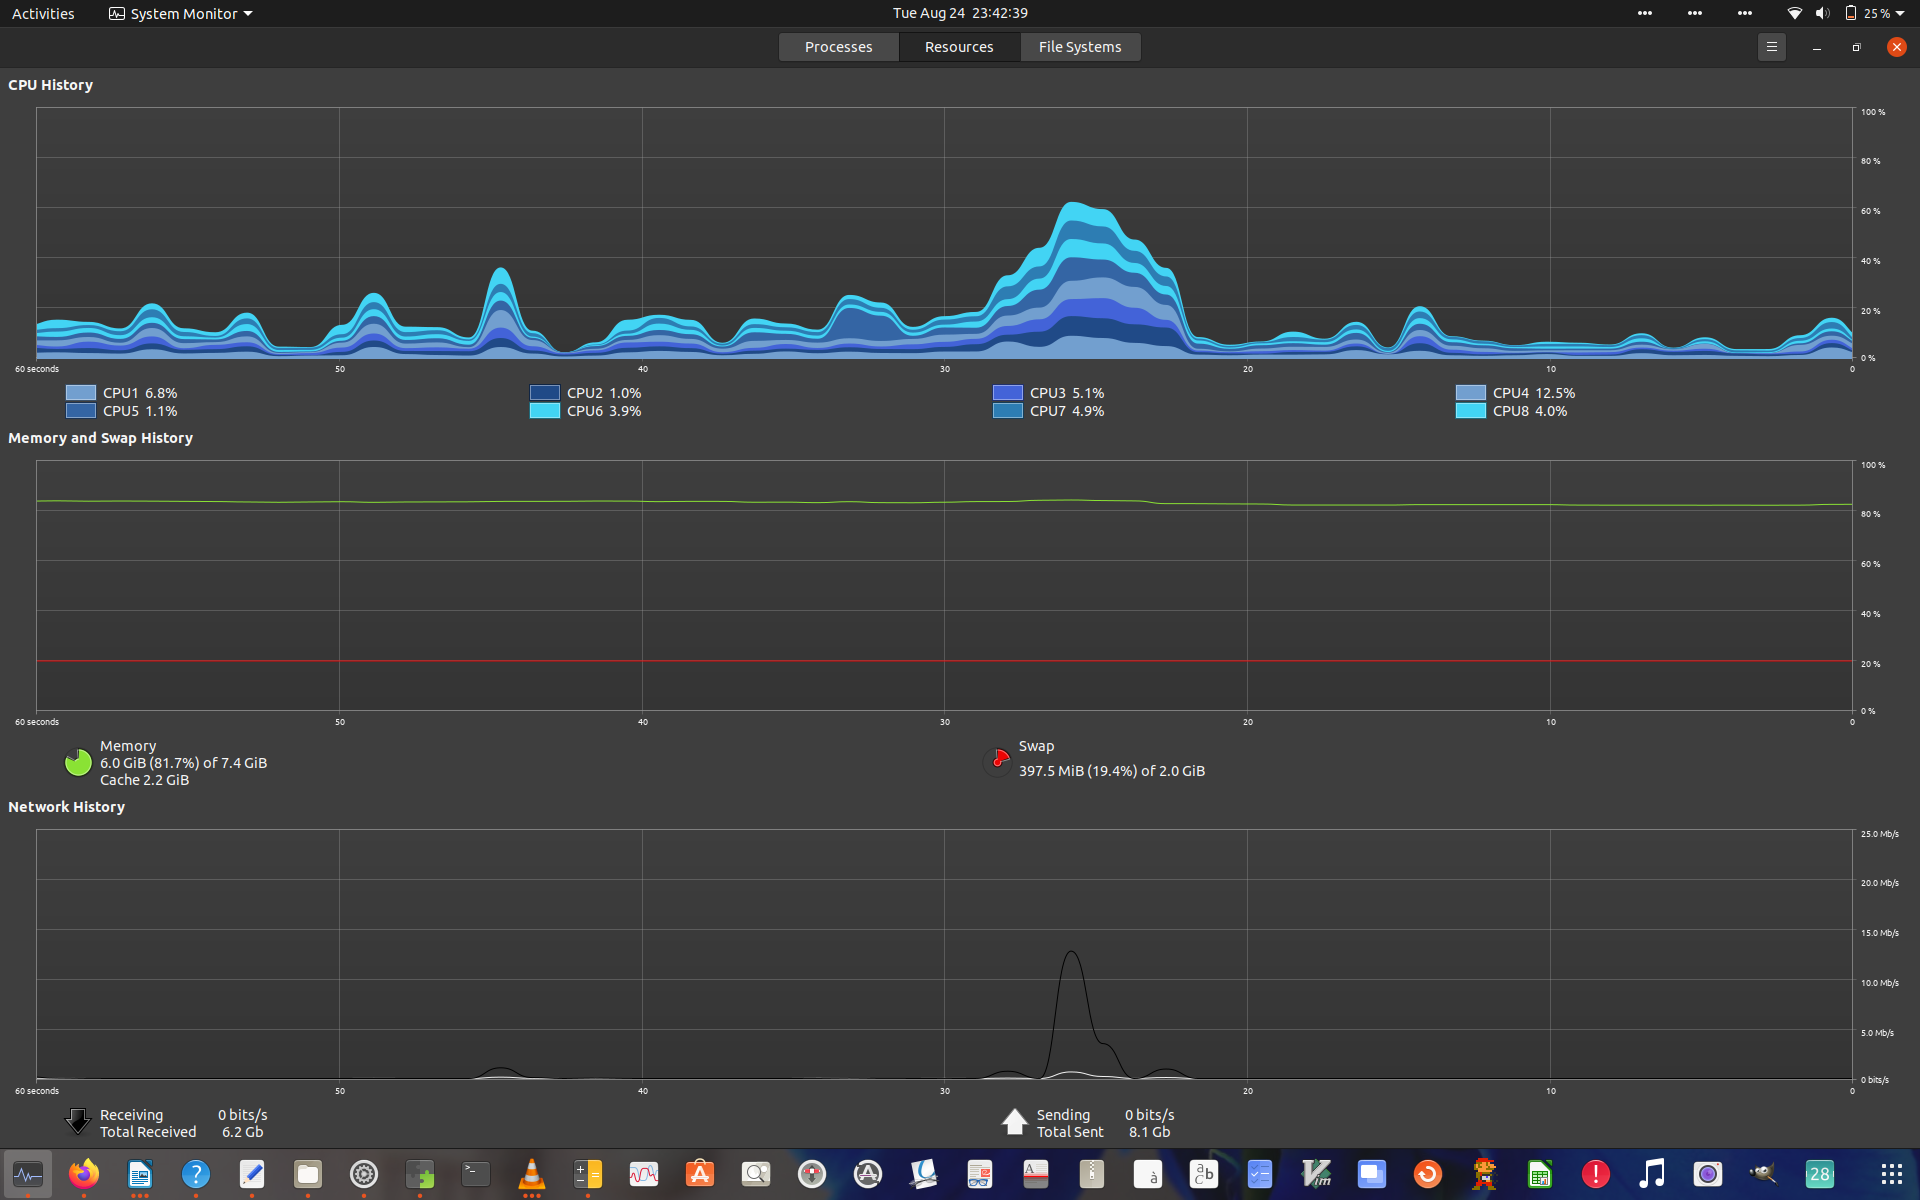 Activities System Monitor Tue Aug 24 23:42:39 25 %
Processes Resources File Systems
CPU History
100 %
80 %
60 %
40 %
20 %
0 %
60 seconds 50 40 30 20 10 0
CPU1 6.8% CPU2 1.0% CPU3 5.1% CPU4 12.5%
CPU5 1.1% CPU6 3.9% CPU7 4.9% CPU8 4.0%
Memory and Swap History
100 %
80 %
60 %
40 %
20 %
0 %
60 seconds 50 40 30 20 10 0
Memory
6.0 GiB (81.7%) of 7.4 GiB
Cache 2.2 GiB
Swap
397.5 MiB (19.4%) of 2.0 GiB
Network History
25.0 Mb/s
20.0 Mb/s
15.0 Mb/s
10.0 Mb/s
5.0 Mb/s
0 bits/s
60 seconds 50 40 30 20 10 0
Receiving 0 bits/s
Total Received 6.2 Gb
Sending 0 bits/s
Total Sent 8.1 Gb
28